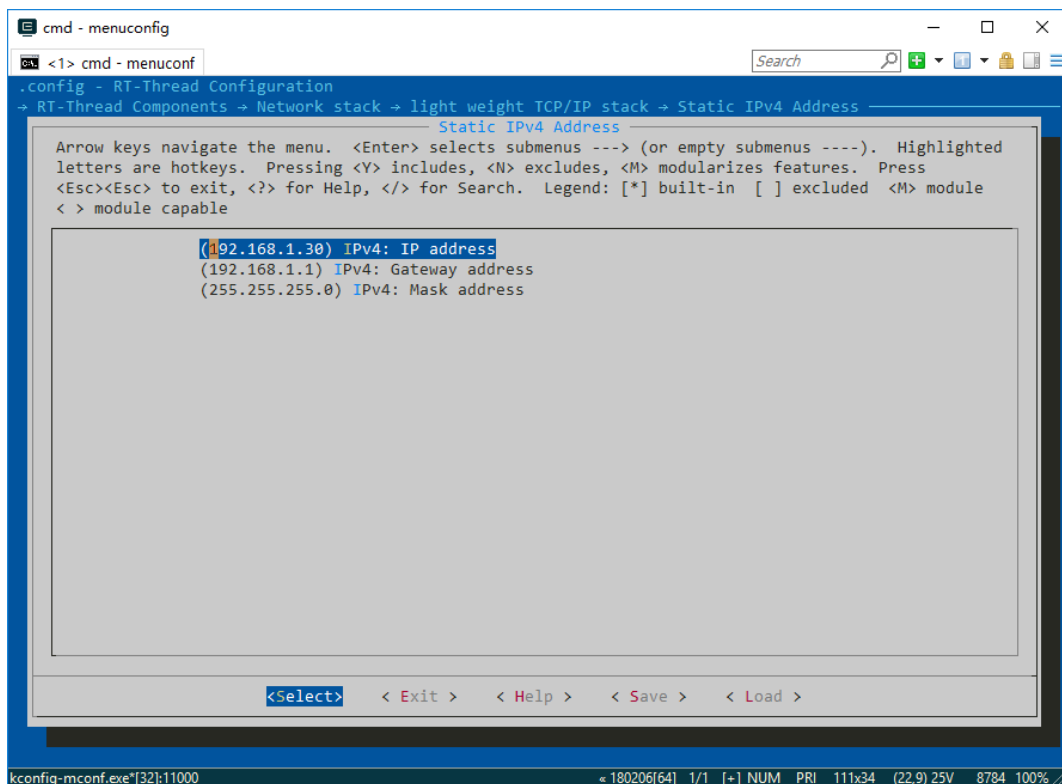 cmd - menuconfig
<1> cmd - menuconf
Search
.config - RT-Thread Configuration
→ RT-Thread Components → Network stack → light weight TCP/IP stack → Static IPv4 Address
Static IPv4 Address
Arrow keys navigate the menu.  <Enter> selects submenus ---> (or empty submenus ----).  Highlighted
letters are hotkeys.  Pressing <Y> includes, <N> excludes, <M> modularizes features.  Press
<Esc><Esc> to exit, <?> for Help, </> for Search.  Legend: [*] built-in  [ ] excluded  <M> module
< > module capable
(192.168.1.30) IPv4: IP address
(192.168.1.1) IPv4: Gateway address
(255.255.255.0) IPv4: Mask address
<Select>    < Exit >    < Help >    < Save >    < Load >
kconfig-mconf.exe*[32]:11000    « 180206[64]  1/1  [+] NUM  PRI  111x34  (22,9) 25V  8784  100%